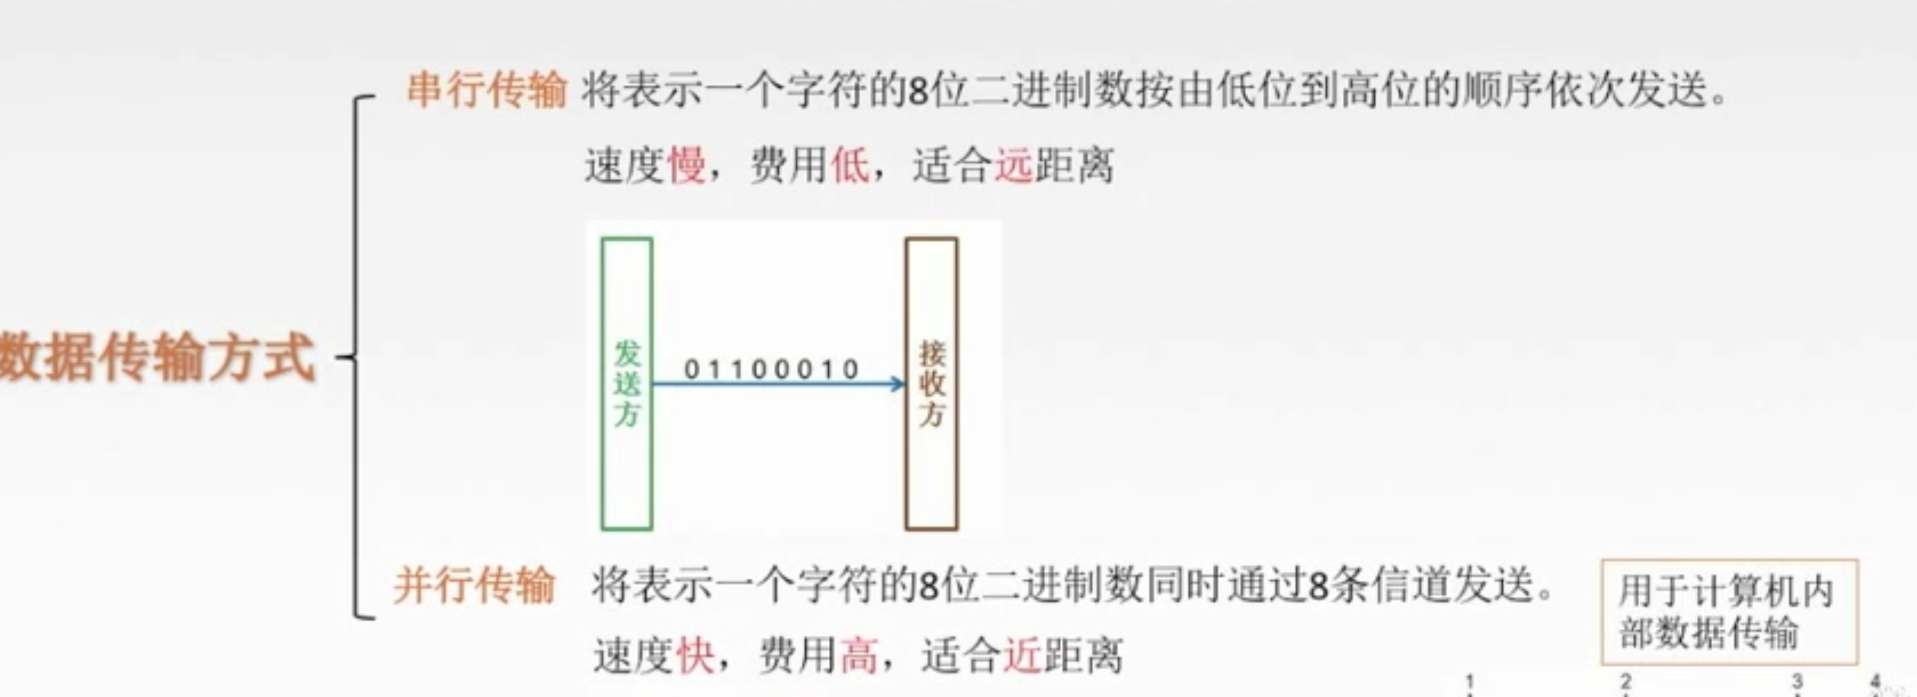 串行传输 将表示一个字符的8位二进制数按由低位到高位的顺序依次发送。
速度慢，费用低，适合远距离
发送方
01100010
接收方
数据传输方式
并行传输 将表示一个字符的8位二进制数同时通过8条信道发送。
速度快，费用高，适合近距离
用于计算机内
部数据传输
1 2 3 4